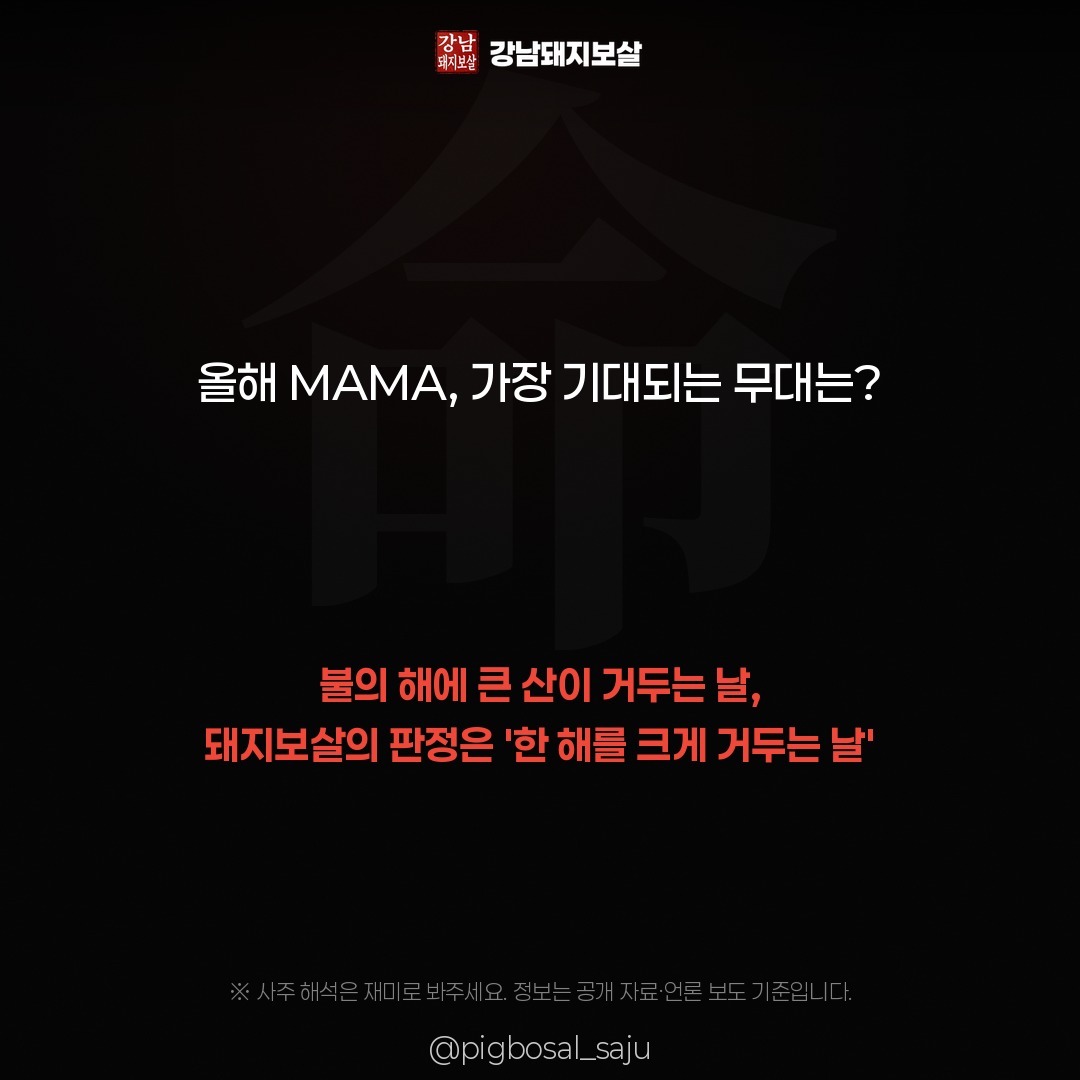 강남
돼지보살
강남돼지보살
命
올해 MAMA, 가장 기대되는 무대는?
불의 해에 큰 산이 거두는 날,
돼지보살의 판정은 '한 해를 크게 거두는 날'
※ 사주 해석은 재미로 봐주세요. 정보는 공개 자료·언론 보도 기준입니다.
@pigbosal_saju